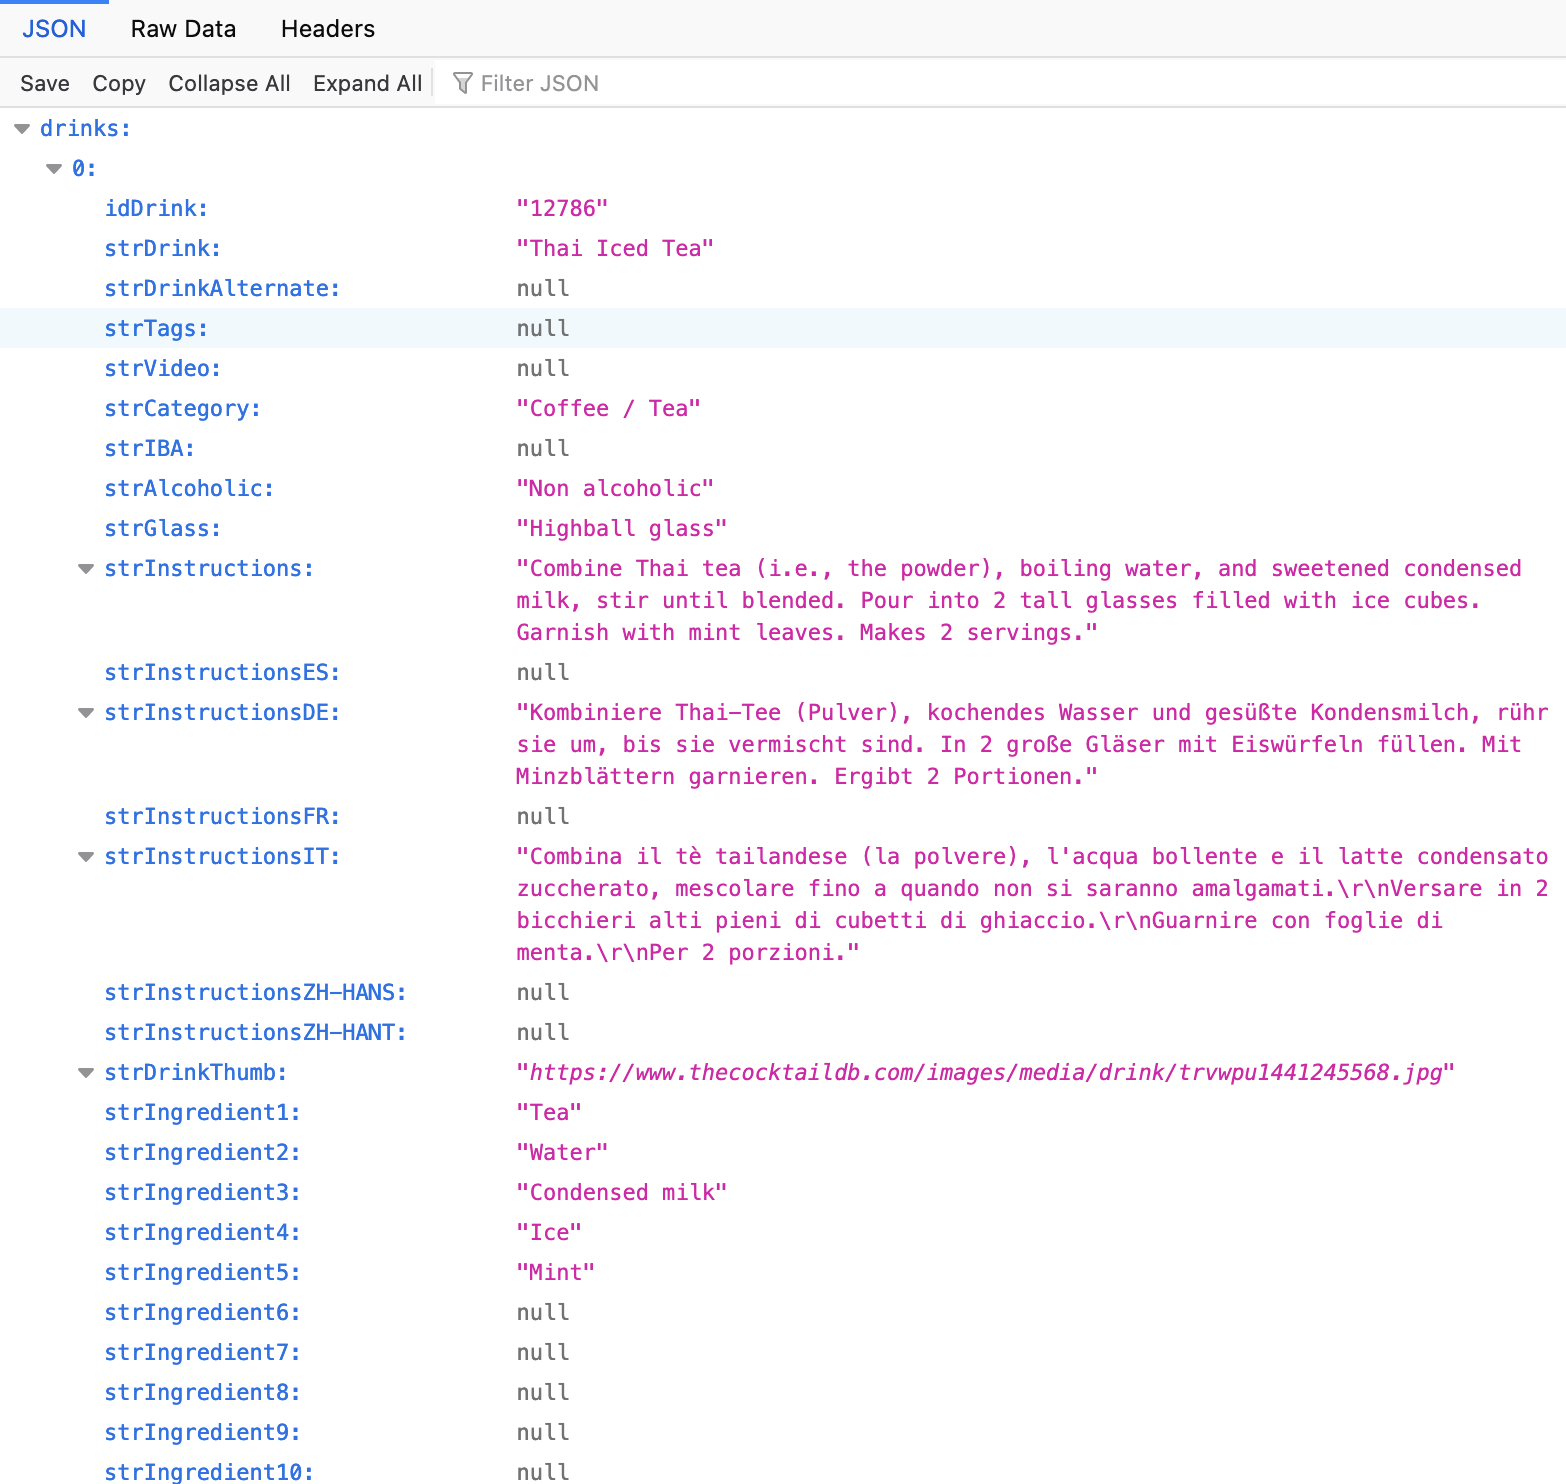 JSON Raw Data Headers
Save Copy Collapse All Expand All Filter JSON
drinks:
0:
idDrink: "12786"
strDrink: "Thai Iced Tea"
strDrinkAlternate: null
strTags: null
strVideo: null
strCategory: "Coffee / Tea"
strIBA: null
strAlcoholic: "Non alcoholic"
strGlass: "Highball glass"
strInstructions: "Combine Thai tea (i.e., the powder), boiling water, and sweetened condensed
milk, stir until blended. Pour into 2 tall glasses filled with ice cubes.
Garnish with mint leaves. Makes 2 servings."
strInstructionsES: null
strInstructionsDE: "Kombiniere Thai-Tee (Pulver), kochendes Wasser und gesüßte Kondensmilch, rühr
sie um, bis sie vermischt sind. In 2 große Gläser mit Eiswürfeln füllen. Mit
Minzblättern garnieren. Ergibt 2 Portionen."
strInstructionsFR: null
strInstructionsIT: "Combina il tè tailandese (la polvere), l'acqua bollente e il latte condensato
zuccherato, mescolare fino a quando non si saranno amalgamati.\r\nVersare in 2
bicchieri alti pieni di cubetti di ghiaccio.\r\nGuarnire con foglie di
menta.\r\nPer 2 porzioni."
strInstructionsZH-HANS: null
strInstructionsZH-HANT: null
strDrinkThumb: "https://www.thecocktaildb.com/images/media/drink/trvwpu1441245568.jpg"
strIngredient1: "Tea"
strIngredient2: "Water"
strIngredient3: "Condensed milk"
strIngredient4: "Ice"
strIngredient5: "Mint"
strIngredient6: null
strIngredient7: null
strIngredient8: null
strIngredient9: null
strIngredient10: null